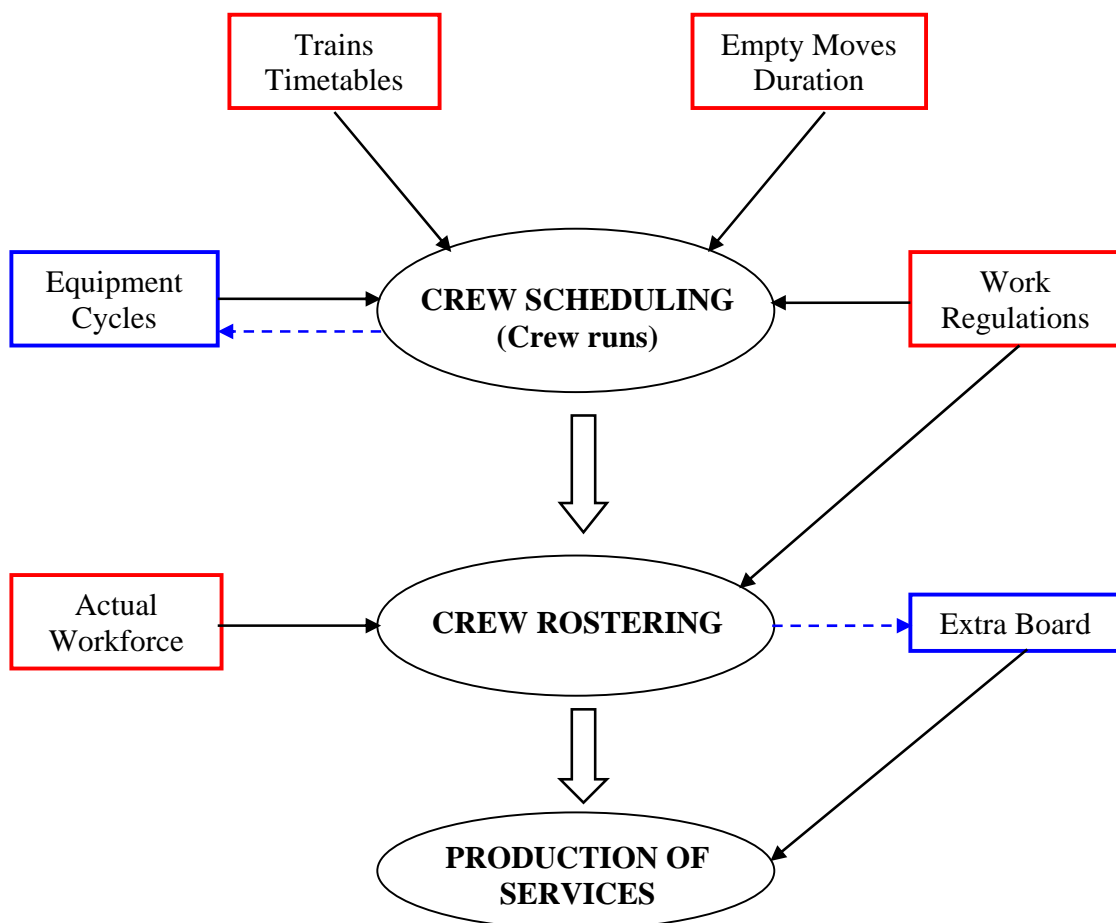 Trains
Timetables
Empty Moves
Duration
Equipment
Cycles
CREW SCHEDULING
(Crew runs)
Work
Regulations
Actual
Workforce
CREW ROSTERING
Extra Board
PRODUCTION OF
SERVICES